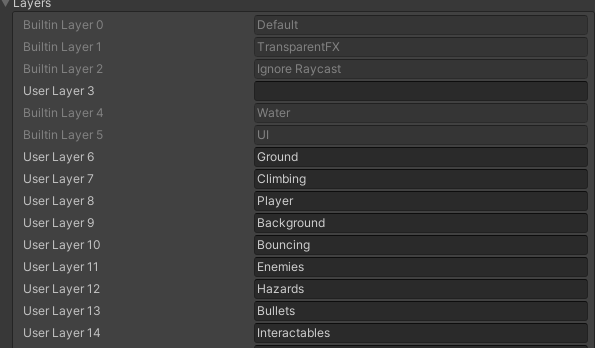 Layers
Builtin Layer 0 Default
Builtin Layer 1 TransparentFX
Builtin Layer 2 Ignore Raycast
User Layer 3
Builtin Layer 4 Water
Builtin Layer 5 UI
User Layer 6 Ground
User Layer 7 Climbing
User Layer 8 Player
User Layer 9 Background
User Layer 10 Bouncing
User Layer 11 Enemies
User Layer 12 Hazards
User Layer 13 Bullets
User Layer 14 Interactables